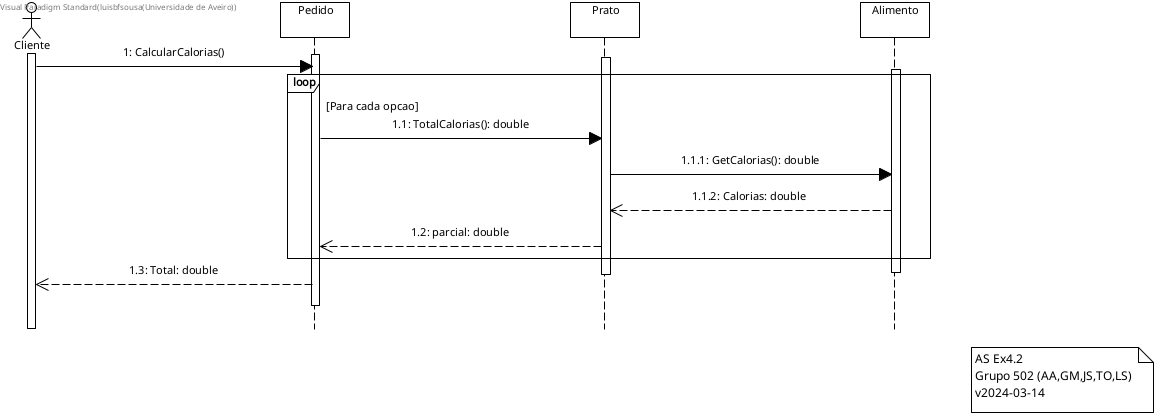 Visual Paradigm Standard(luisbfsousa(Universidade de Aveiro))
Pedido
Prato
Alimento
Cliente
1: CalcularCalorias()
loop
[Para cada opcao]
1.1: TotalCalorias(): double
1.1.1: GetCalorias(): double
1.1.2: Calorias: double
1.2: parcial: double
1.3: Total: double
AS Ex4.2
Grupo 502 (AA,GM,JS,TO,LS)
v2024-03-14